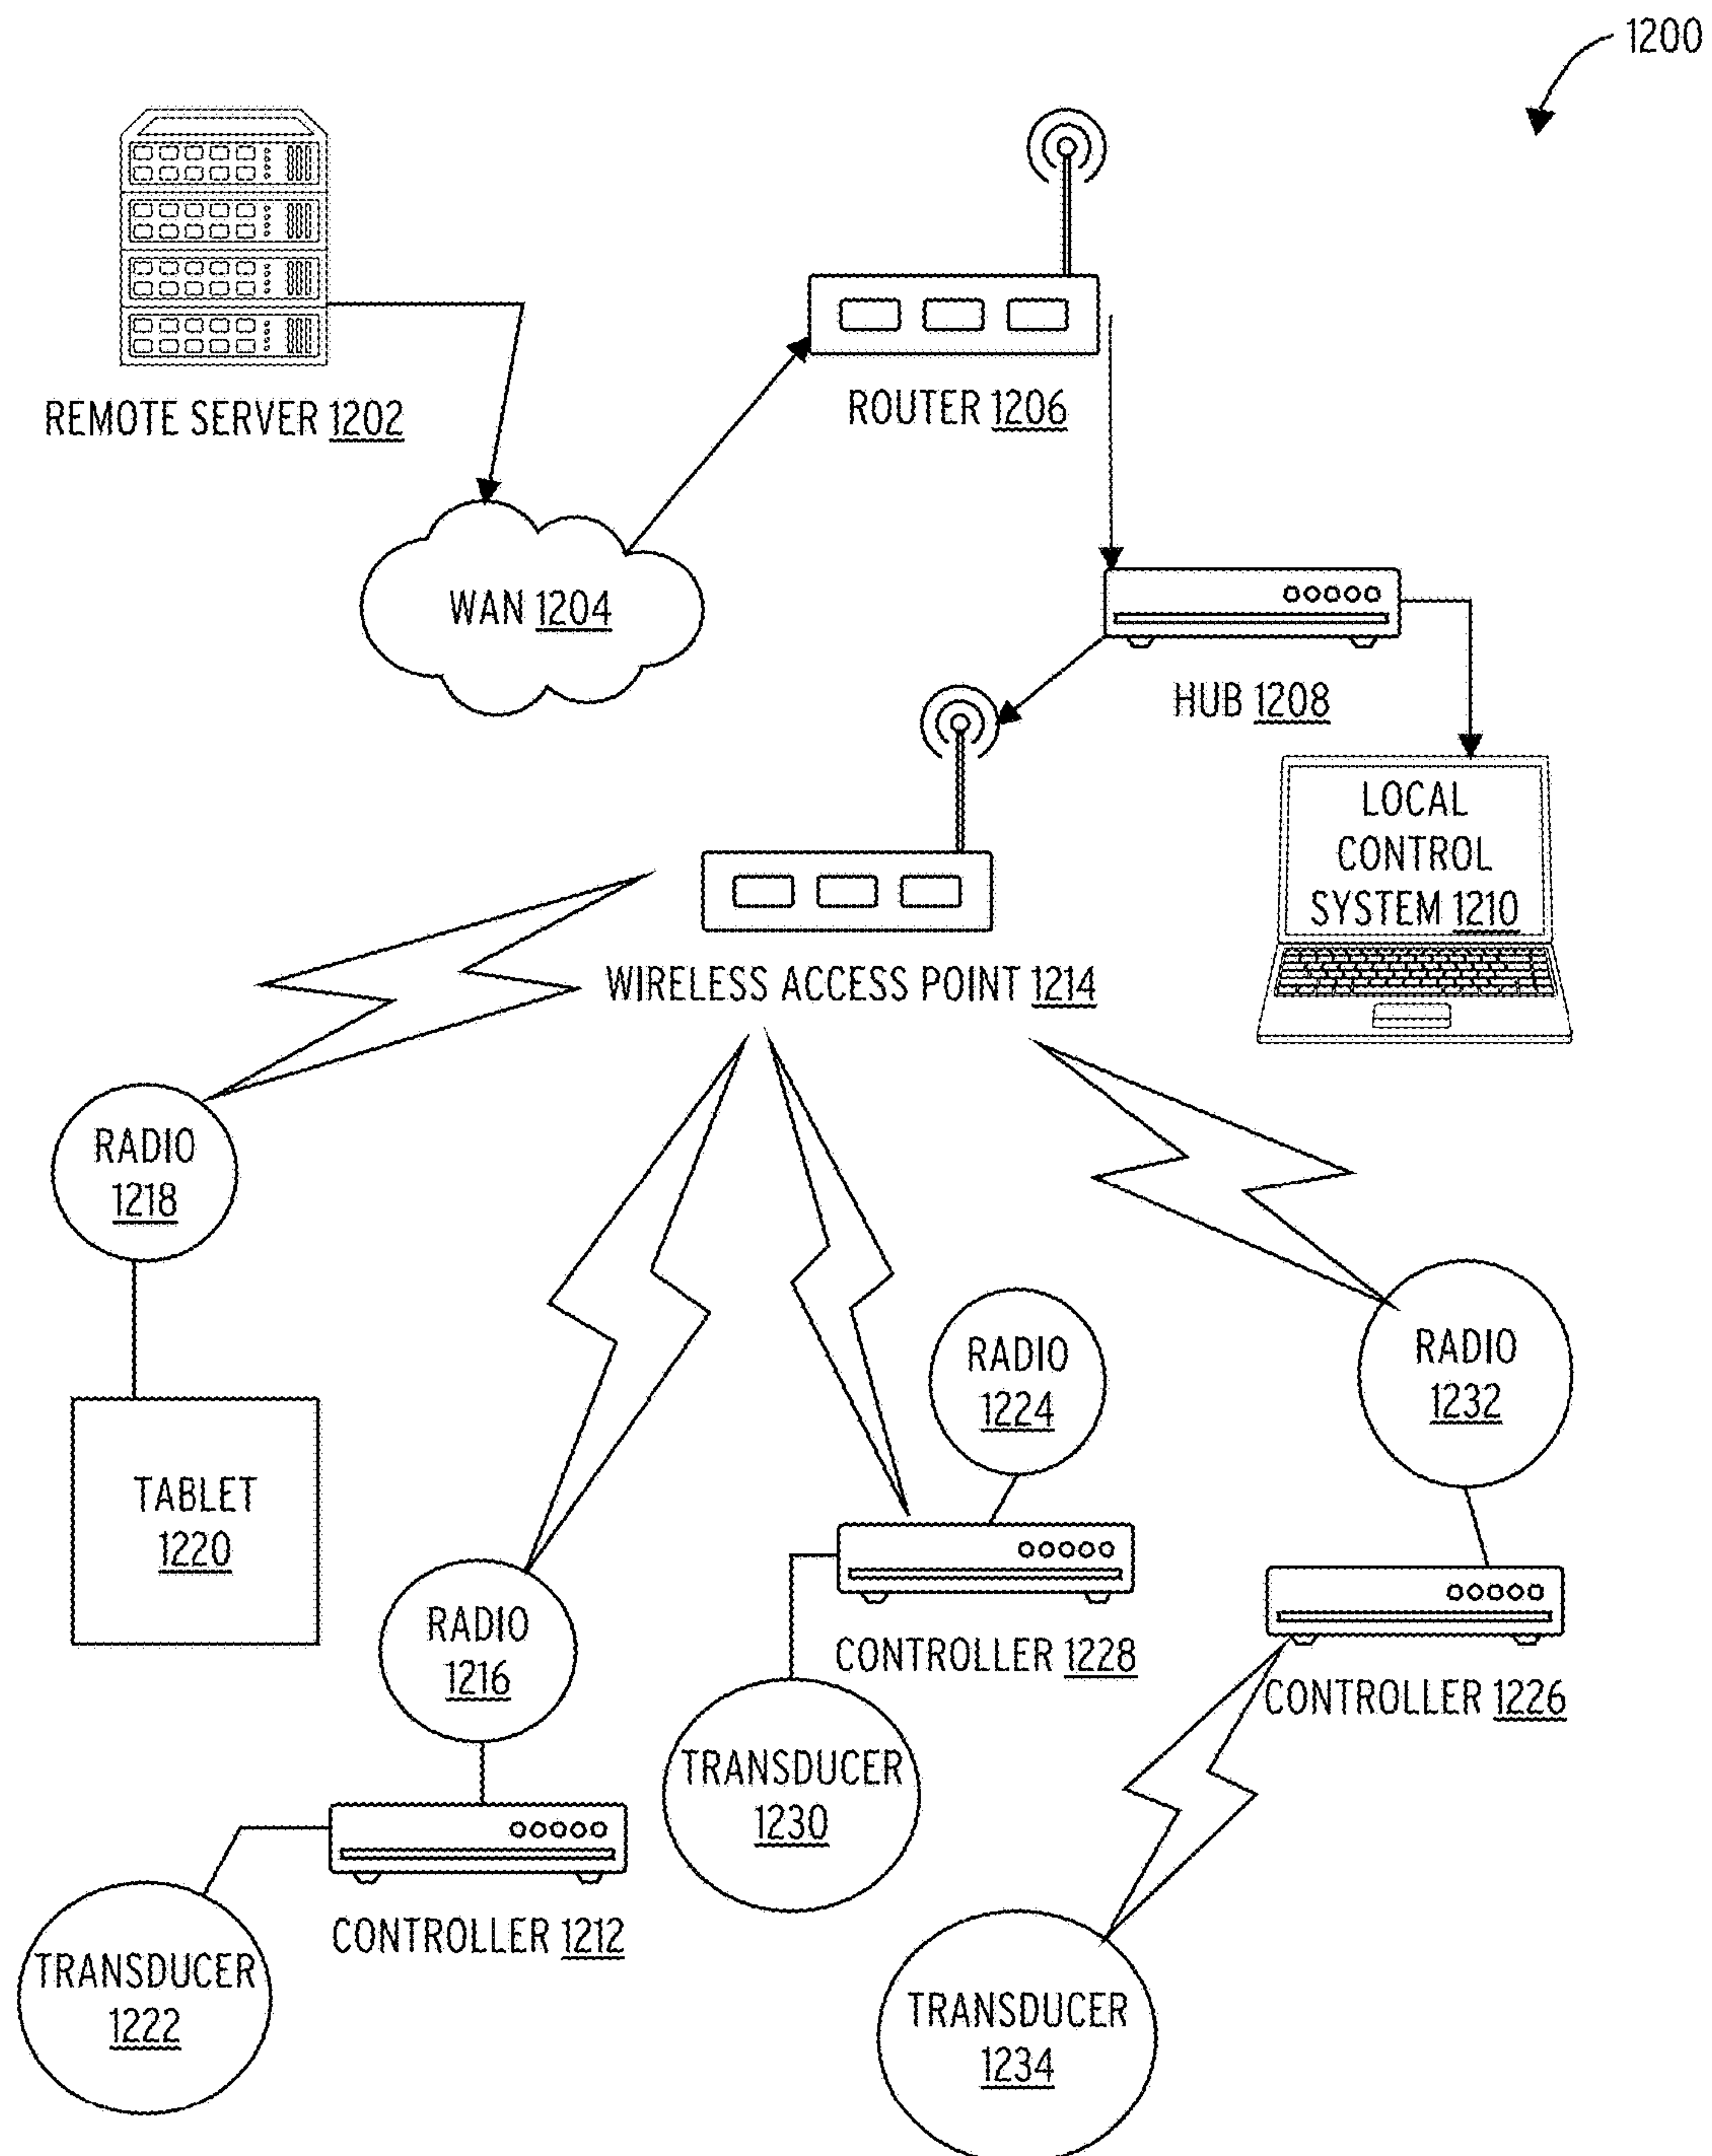 1200
REMOTE SERVER 1202
ROUTER 1206
WAN 1204
HUB 1208
LOCAL
CONTROL
SYSTEM 1210
WIRELESS ACCESS POINT 1214
RADIO
1218
RADIO
1224
RADIO
1232
TABLET
1220
RADIO
1216
CONTROLLER 1228
CONTROLLER 1226
TRANSDUCER
1230
CONTROLLER 1212
TRANSDUCER
1222
TRANSDUCER
1234